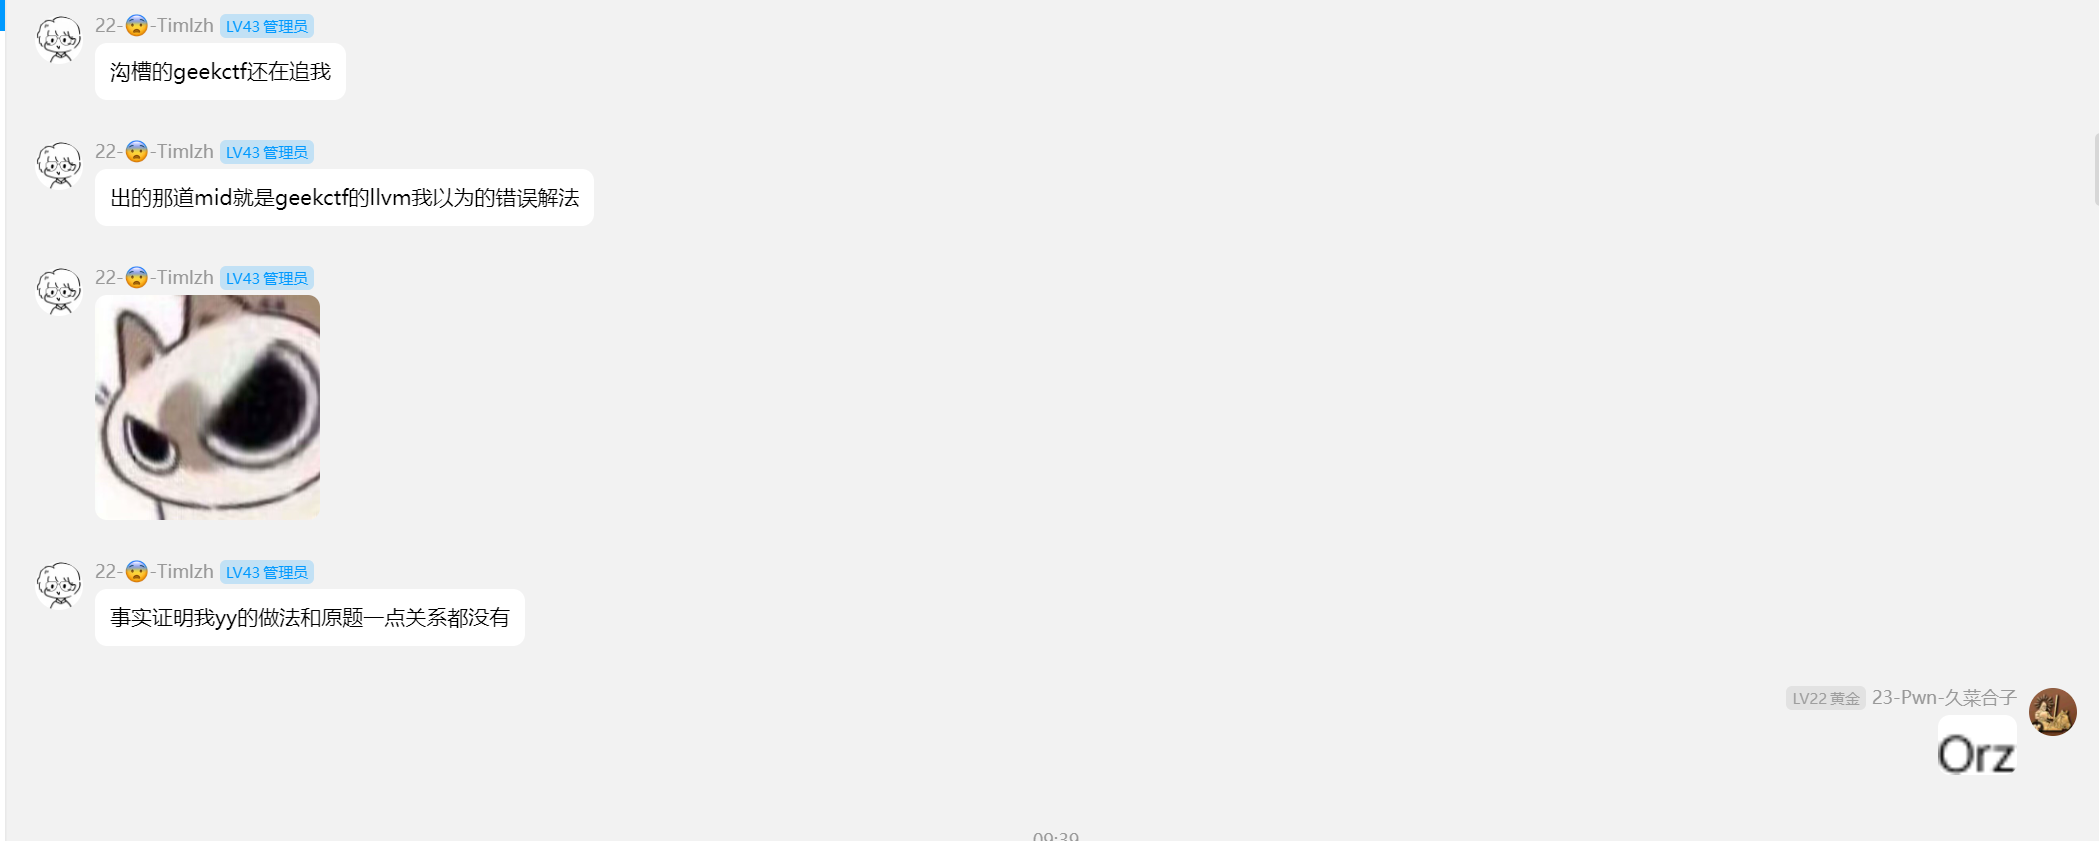 22-😨-Timlzh LV43 管理员
沟槽的geekctf还在追我
22-😨-Timlzh LV43 管理员
出的那道mid就是geekctf的llvm我以为的错误解法
22-😨-Timlzh LV43 管理员
22-😨-Timlzh LV43 管理员
事实证明我yy的做法和原题一点关系都没有
LV22 黄金 23-Pwn-久菜合子
Orz
09:39